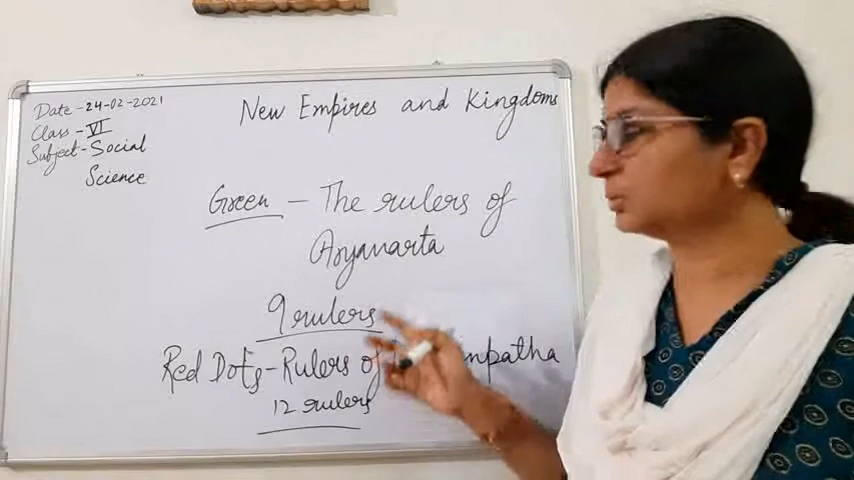 Date - 24-02-2021
Class - VI
Subject - Social
Science
New Empires and Kingdoms
Green - The rulers of
Aryavarta
9 rulers
Red Dots - Rulers of
12 rulers